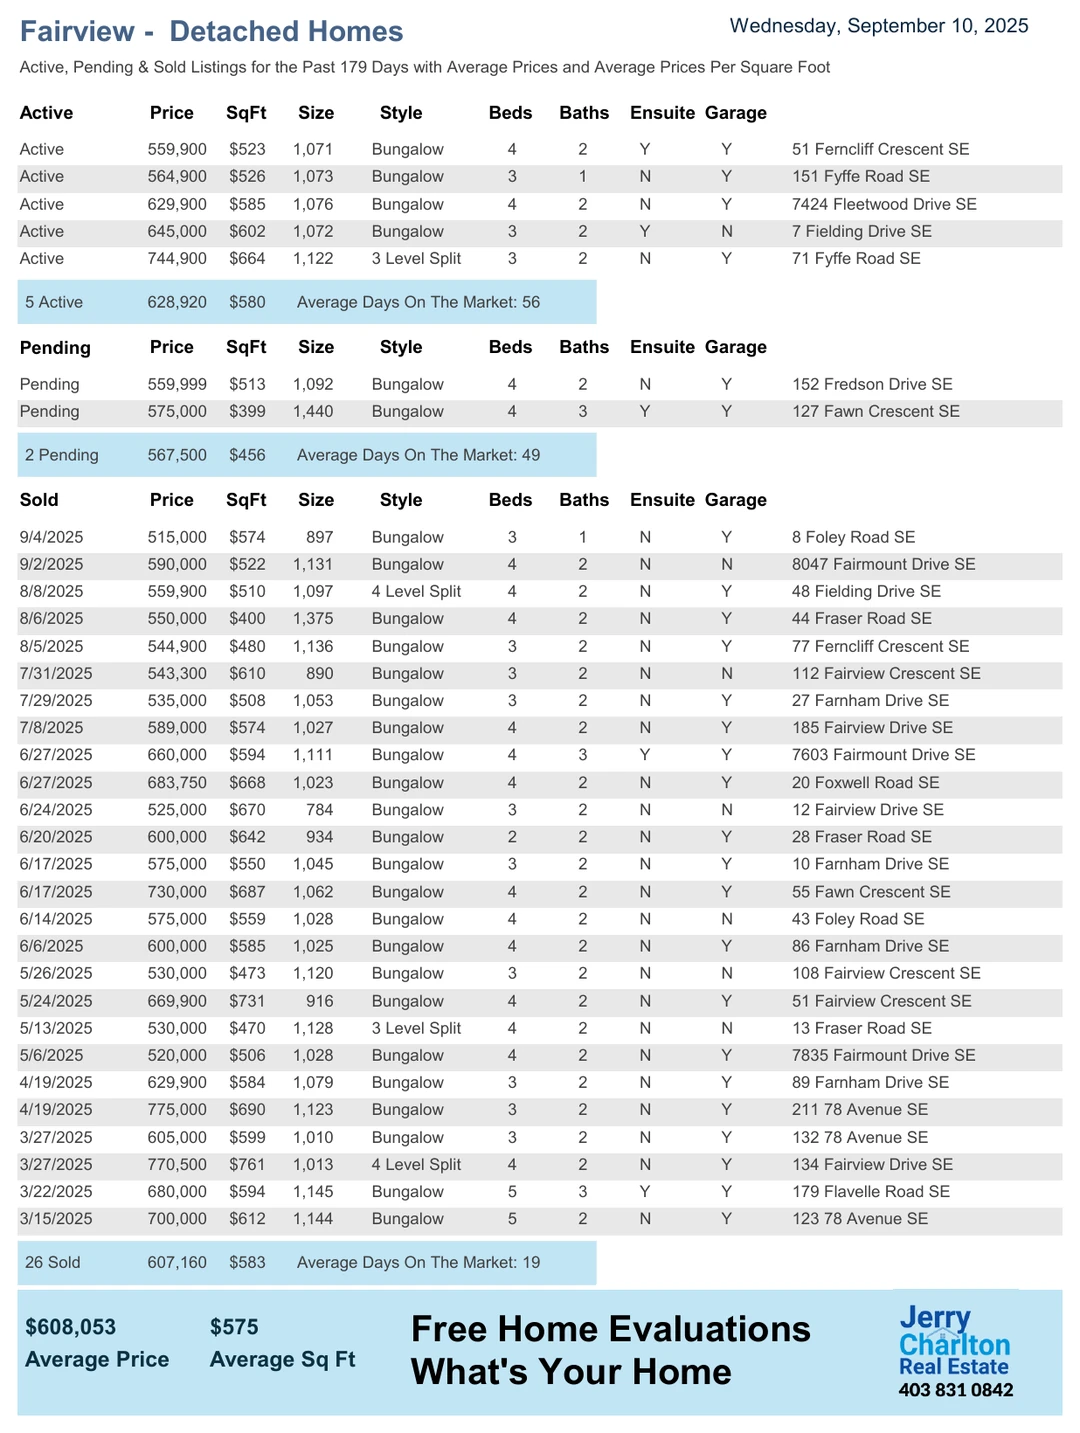 Fairview - Detached Homes
Wednesday, September 10, 2025
Active, Pending & Sold Listings for the Past 179 Days with Average Prices and Average Prices Per Square Foot
Active Price SqFt Size Style Beds Baths Ensuite Garage
Active 559,900 $523 1,071 Bungalow 4 2 Y Y 51 Ferncliff Crescent SE
Active 564,900 $526 1,073 Bungalow 3 1 N Y 151 Fyffe Road SE
Active 629,900 $585 1,076 Bungalow 4 2 N Y 7424 Fleetwood Drive SE
Active 645,000 $602 1,072 Bungalow 3 2 Y N 7 Fielding Drive SE
Active 744,900 $664 1,122 3 Level Split 3 2 N Y 71 Fyffe Road SE
5 Active 628,920 $580 Average Days On The Market: 56
Pending Price SqFt Size Style Beds Baths Ensuite Garage
Pending 559,999 $513 1,092 Bungalow 4 2 N Y 152 Fredson Drive SE
Pending 575,000 $399 1,440 Bungalow 4 3 Y Y 127 Fawn Crescent SE
2 Pending 567,500 $456 Average Days On The Market: 49
Sold Price SqFt Size Style Beds Baths Ensuite Garage
9/4/2025 515,000 $574 897 Bungalow 3 1 N Y 8 Foley Road SE
9/2/2025 590,000 $522 1,131 Bungalow 4 2 N N 8047 Fairmount Drive SE
8/8/2025 559,900 $510 1,097 4 Level Split 4 2 N Y 48 Fielding Drive SE
8/6/2025 550,000 $400 1,375 Bungalow 4 2 N Y 44 Fraser Road SE
8/5/2025 544,900 $480 1,136 Bungalow 3 2 N Y 77 Ferncliff Crescent SE
7/31/2025 543,300 $610 890 Bungalow 3 2 N N 112 Fairview Crescent SE
7/29/2025 535,000 $508 1,053 Bungalow 3 2 N Y 27 Farnham Drive SE
7/8/2025 589,000 $574 1,027 Bungalow 4 2 N Y 185 Fairview Drive SE
6/27/2025 660,000 $594 1,111 Bungalow 4 3 Y Y 7603 Fairmount Drive SE
6/27/2025 683,750 $668 1,023 Bungalow 4 2 N Y 20 Foxwell Road SE
6/24/2025 525,000 $670 784 Bungalow 3 2 N N 12 Fairview Drive SE
6/20/2025 600,000 $642 934 Bungalow 2 2 N Y 28 Fraser Road SE
6/17/2025 575,000 $550 1,045 Bungalow 3 2 N Y 10 Farnham Drive SE
6/17/2025 730,000 $687 1,062 Bungalow 4 2 N Y 55 Fawn Crescent SE
6/14/2025 575,000 $559 1,028 Bungalow 4 2 N N 43 Foley Road SE
6/6/2025 600,000 $585 1,025 Bungalow 4 2 N Y 86 Farnham Drive SE
5/26/2025 530,000 $473 1,120 Bungalow 3 2 N N 108 Fairview Crescent SE
5/24/2025 669,900 $731 916 Bungalow 4 2 N Y 51 Fairview Crescent SE
5/13/2025 530,000 $470 1,128 3 Level Split 4 2 N N 13 Fraser Road SE
5/6/2025 520,000 $506 1,028 Bungalow 4 2 N Y 7835 Fairmount Drive SE
4/19/2025 629,900 $584 1,079 Bungalow 3 2 N Y 89 Farnham Drive SE
4/19/2025 775,000 $690 1,123 Bungalow 3 2 N Y 211 78 Avenue SE
3/27/2025 605,000 $599 1,010 Bungalow 3 2 N Y 132 78 Avenue SE
3/27/2025 770,500 $761 1,013 4 Level Split 4 2 N Y 134 Fairview Drive SE
3/22/2025 680,000 $594 1,145 Bungalow 5 3 Y Y 179 Flavelle Road SE
3/15/2025 700,000 $612 1,144 Bungalow 5 2 N Y 123 78 Avenue SE
26 Sold 607,160 $583 Average Days On The Market: 19
$608,053 $575
Average Price Average Sq Ft
Free Home Evaluations
What's Your Home
Jerry
Charlton
Real Estate
403 831 0842